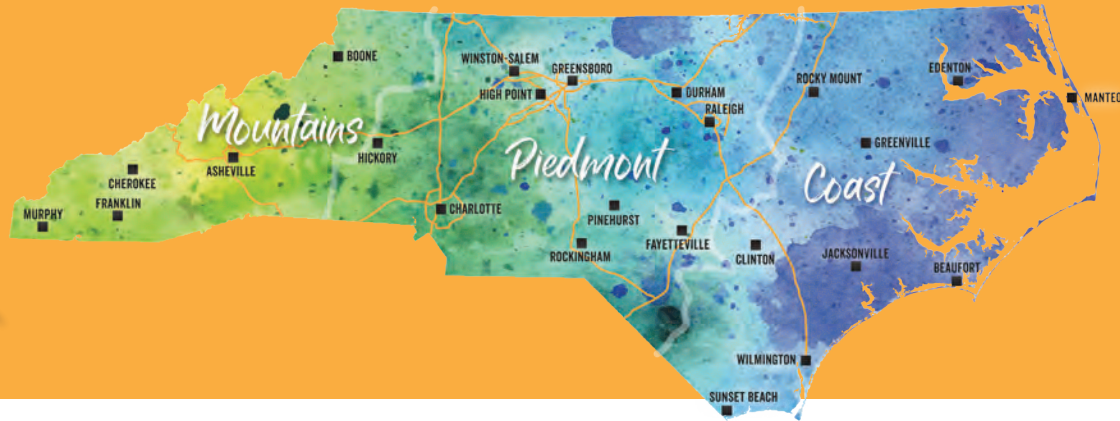 BOONE
WINSTON-SALEM
GREENSBORO
HIGH POINT
DURHAM
RALEIGH
ROCKY MOUNT
EDENTON
MANTEO
Mountains
HICKORY
Piedmont
GREENVILLE
Coast
CHEROKEE
ASHEVILLE
MURPHY
FRANKLIN
CHARLOTTE
PINEHURST
FAYETTEVILLE
ROCKINGHAM
CLINTON
JACKSONVILLE
BEAUFORT
WILMINGTON
SUNSET BEACH